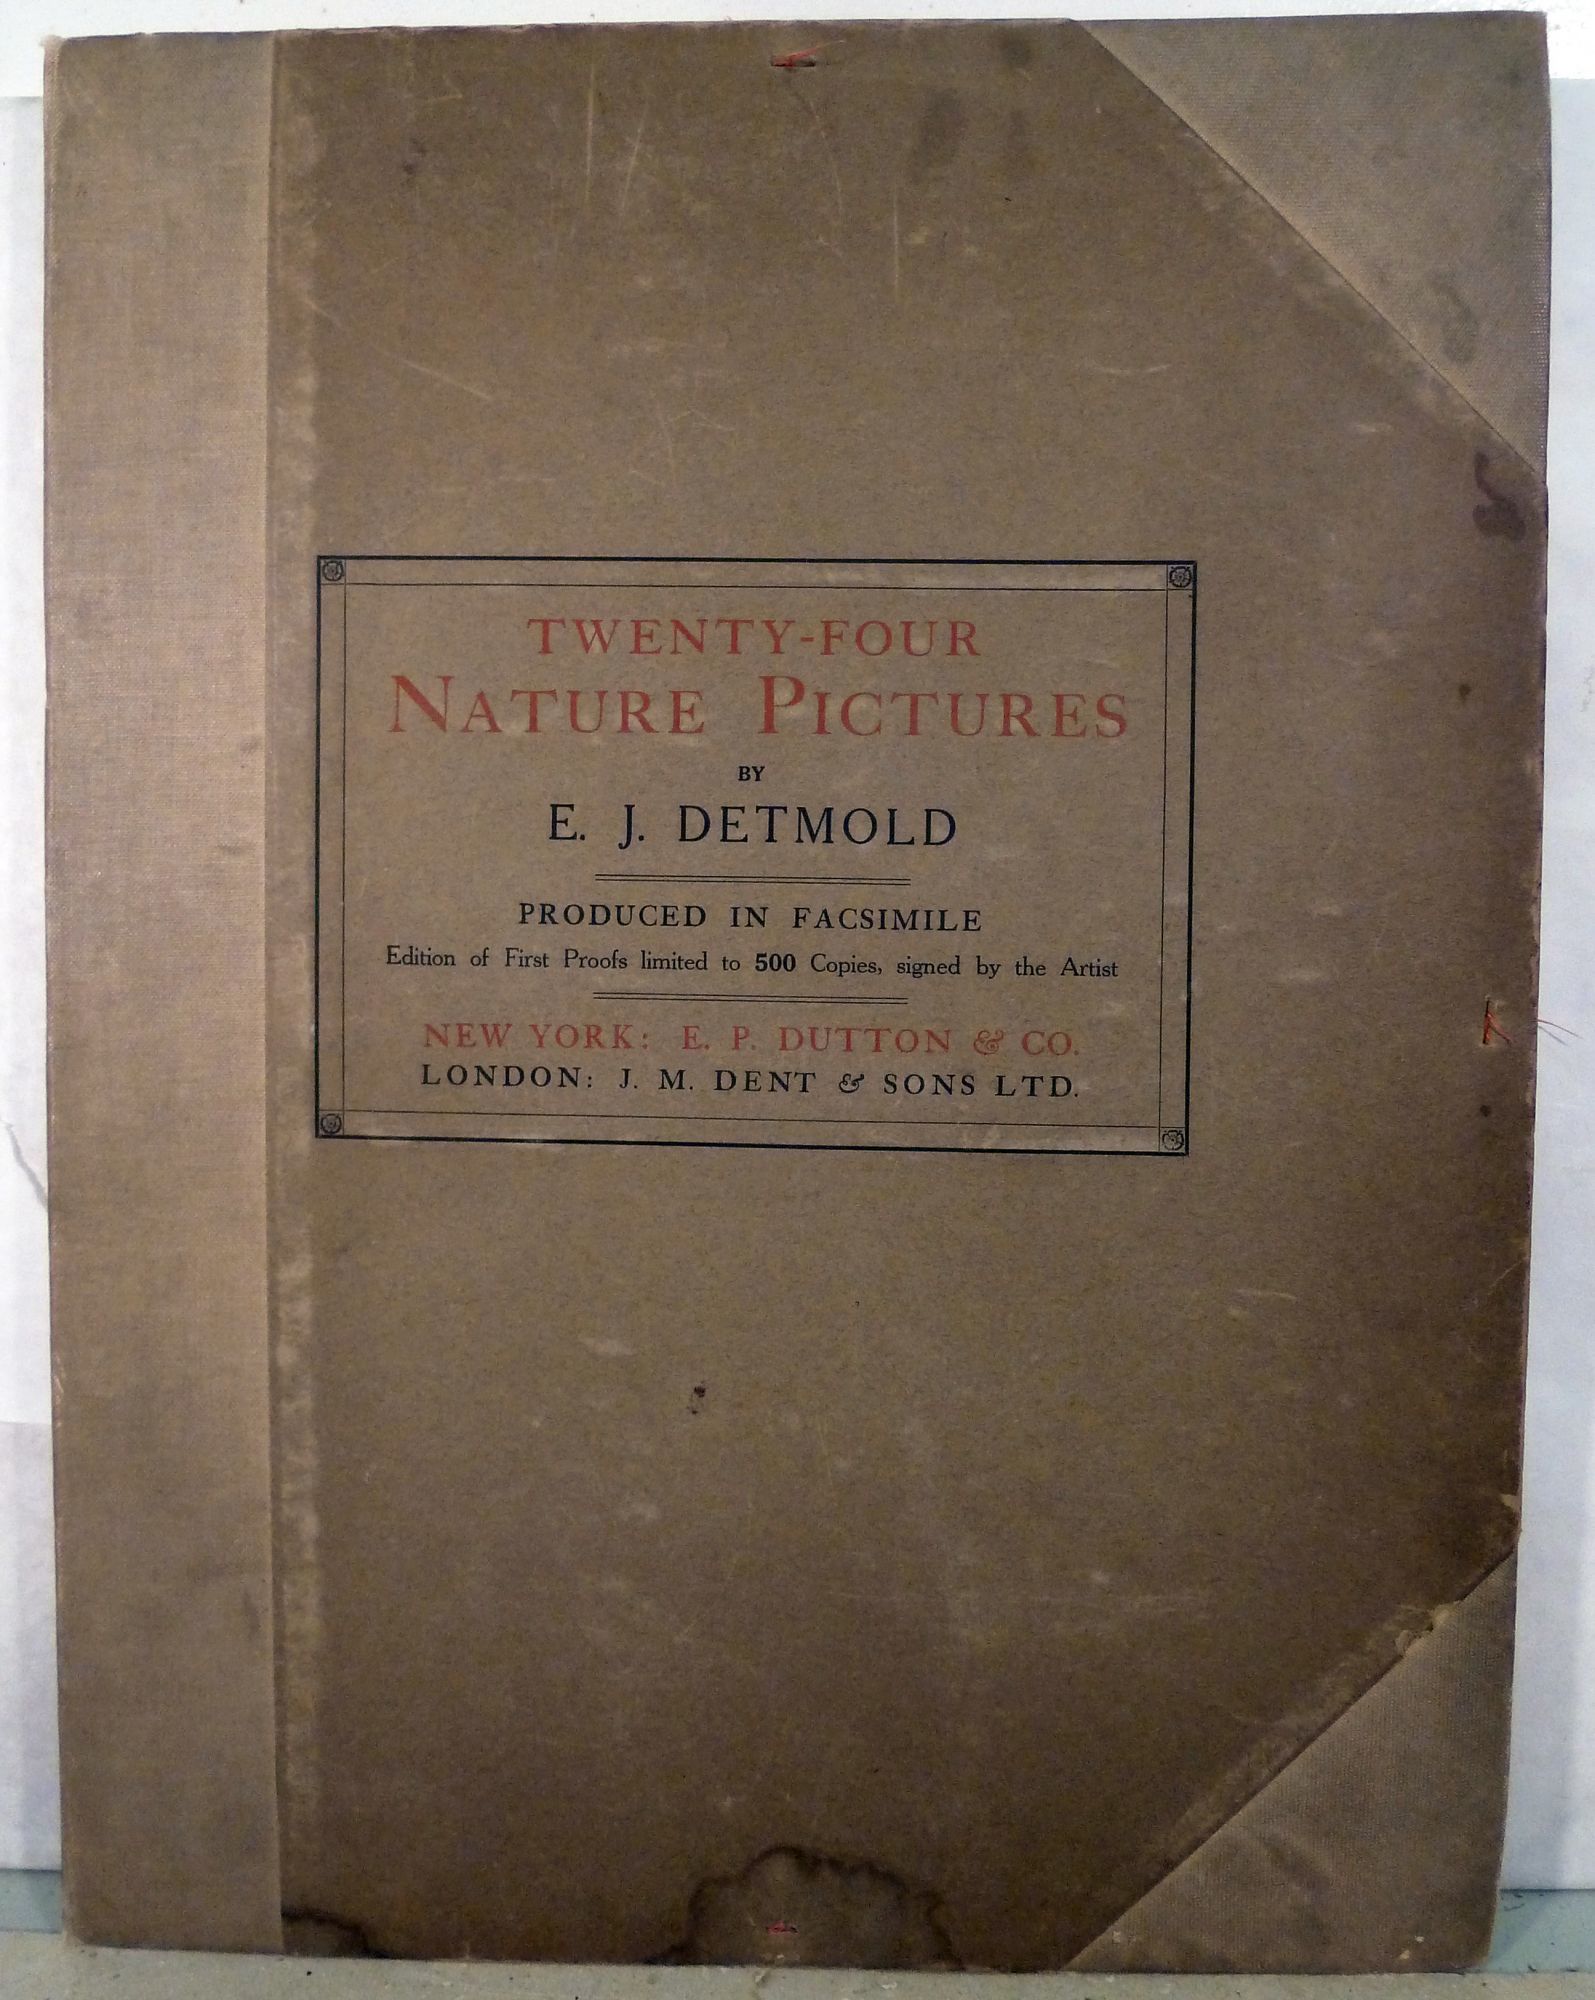 TWENTY-FOUR
NATURE PICTURES
BY
E. J. DETMOLD
PRODUCED IN FACSIMILE
Edition of First Proofs limited to 500 Copies, signed by the Artist
NEW YORK: E. P. DUTTON & CO.
LONDON: J. M. DENT & SONS LTD.